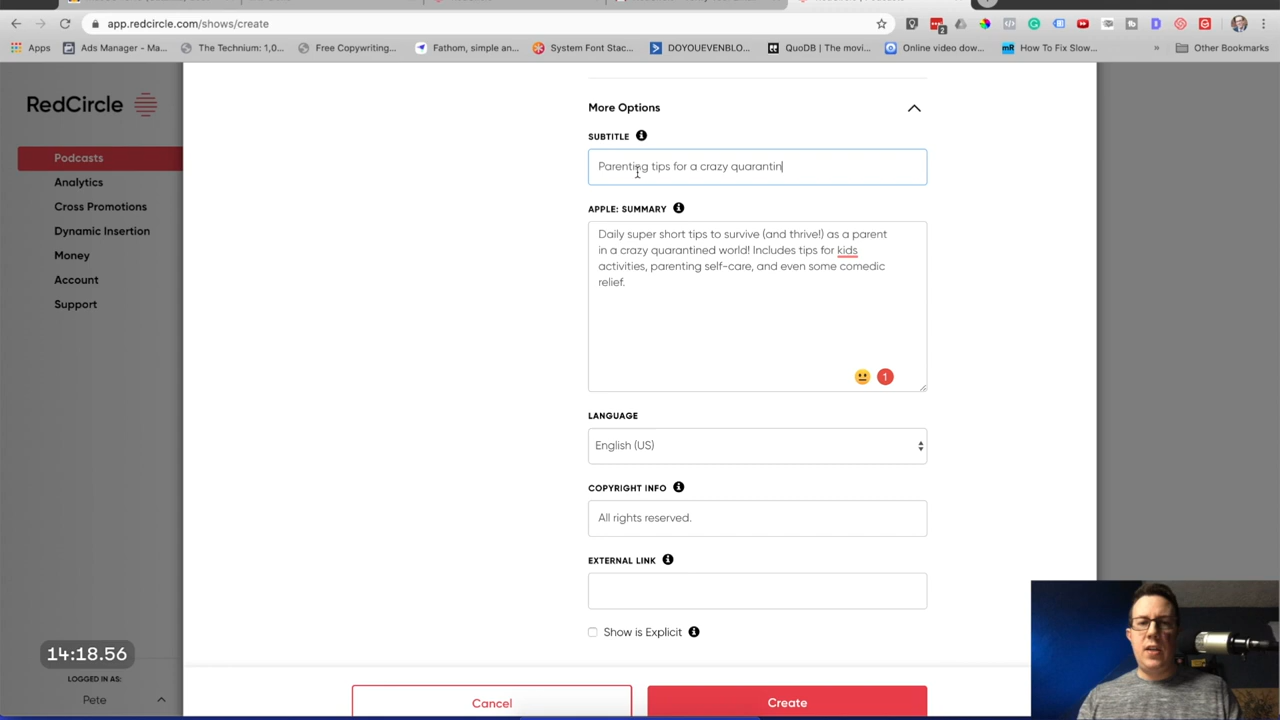 app.redcircle.com/shows/create
2
Apps
Ads Manager - Ma...
The Technium: 1,0...
Free Copywriting...
Fathom, simple an...
System Font Stac...
DOYOUEVENBLO...
QuoDB | The movi...
Online video dow...
mR How To Fix Slow...
»
Other Bookmarks
RedCircle
Podcasts
Analytics
Cross Promotions
Dynamic Insertion
Money
Account
Support
More Options
SUBTITLE
Parenting tips for a crazy quarantin
APPLE: SUMMARY
Daily super short tips to survive (and thrive!) as a parent
in a crazy quarantined world! Includes tips for kids
activities, parenting self-care, and even some comedic
relief.
1
LANGUAGE
English (US)
COPYRIGHT INFO
All rights reserved.
EXTERNAL LINK
Show is Explicit
Cancel
Create
14:18.56
LOGGED IN AS:
Pete